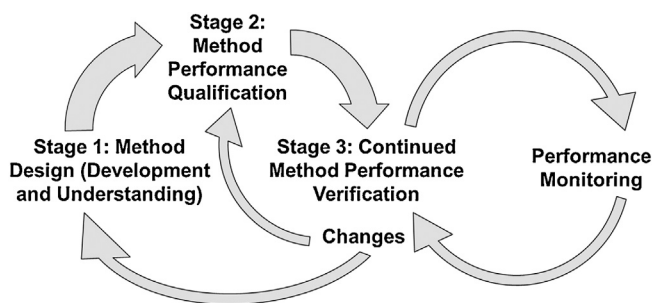 Stage 2:
Method
Performance
Qualification
Stage 1: Method
Design (Development
and Understanding)
Stage 3: Continued
Method Performance
Verification
Performance
Monitoring
Changes